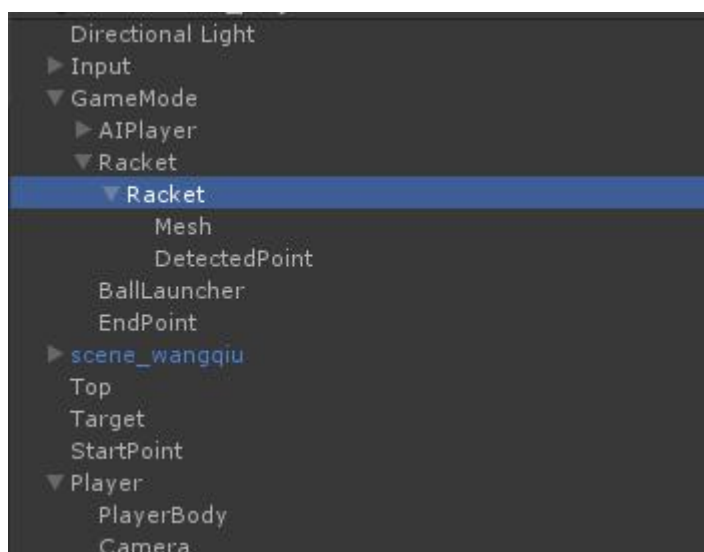 Directional Light
Input
GameMode
AIPlayer
Racket
Racket
Mesh
DetectedPoint
BallLauncher
EndPoint
scene_wangqiu
Top
Target
StartPoint
Player
PlayerBody
Camera